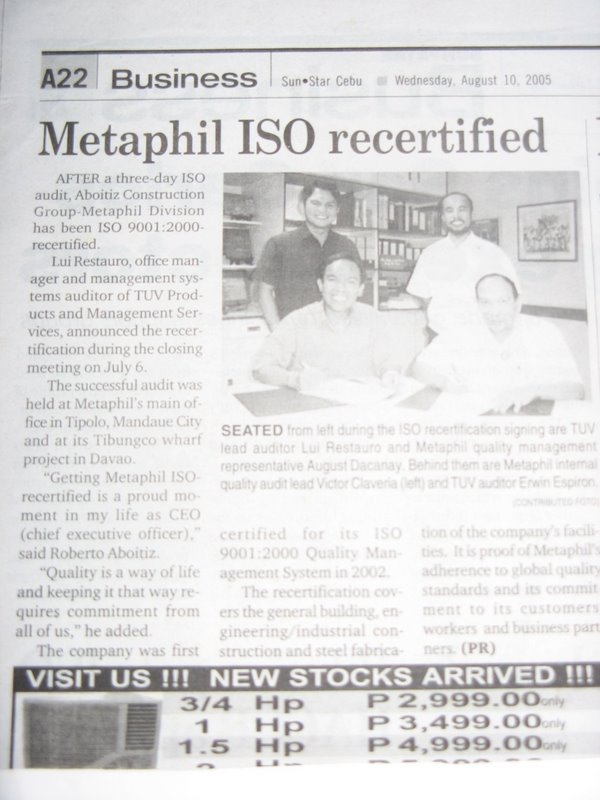 A22 Business Sun•Star Cebu Wednesday, August 10, 2005
Metaphil ISO recertified
AFTER a three-day ISO
audit, Aboitiz Construction
Group-Metaphil Division
has been ISO 9001:2000-
recertified.
Lui Restauro, office man-
ager and management sys-
tems auditor of TUV Prod-
ucts and Management Ser-
vices, announced the recer-
tification during the closing
meeting on July 6.
The successful audit was
held at Metaphil's main of-
fice in Tipolo, Mandaue City
and at its Tibungco wharf
project in Davao.
"Getting Metaphil ISO-
recertified is a proud mo-
ment in my life as CEO
(chief executive officer),"
said Roberto Aboitiz.
"Quality is a way of life
and keeping it that way re-
quires commitment from
all of us," he added.
The company was first
SEATED from left during the ISO recertification signing are TUV
lead auditor Lui Restauro and Metaphil quality management
representative August Dacanay. Behind them are Metaphil internal
quality audit lead Victor Claveria (left) and TUV auditor Erwin Espiron.
(CONTRIBUTED FOTO)
certified for its ISO
9001:2000 Quality Man-
agement System in 2002.
The recertification cov-
ers the general building, en-
gineering/industrial con-
struction and steel fabrica-
tion of the company's facili-
ties. It is proof of Metaphil's
adherence to global quality
standards and its commit
ment to its customers
workers and business part
ners. (PR)
VISIT US !!! NEW STOCKS ARRIVED !!!
3/4 Hp P 2,999.00only
1 Hp P 3,499.00only
1.5 Hp P 4,999.00only